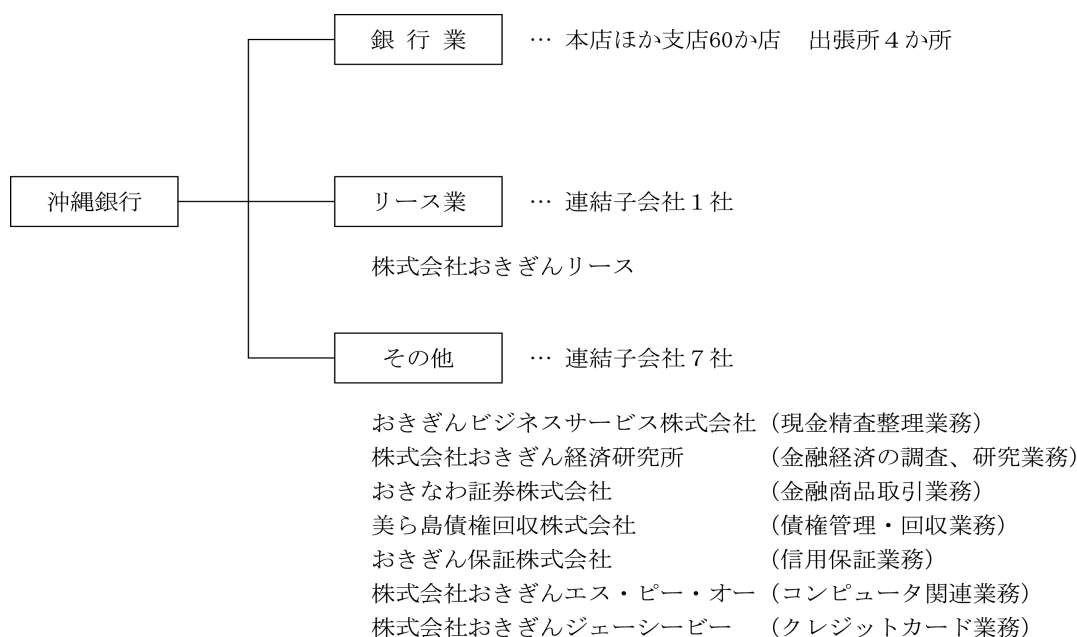 銀行業 … 本店ほか支店60か店 出張所4か所
沖縄銀行 リース業 … 連結子会社1社
株式会社おきぎんリース
その他 … 連結子会社7社
おきぎんビジネスサービス株式会社(現金精査整理業務)
株式会社おきぎん経済研究所 (金融経済の調査、研究業務)
おきなわ証券株式会社 (金融商品取引業務)
美ら島債権回収株式会社 (債権管理・回収業務)
おきぎん保証株式会社 (信用保証業務)
株式会社おきぎんエス・ピー・オー(コンピュータ関連業務)
株式会社おきぎんジェーシービー (クレジットカード業務)